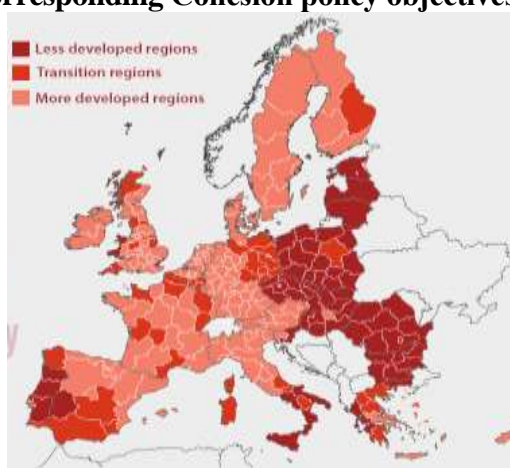 orresponding Cohesion policy objectives
Less developed regions
Transition regions
More developed regions
y